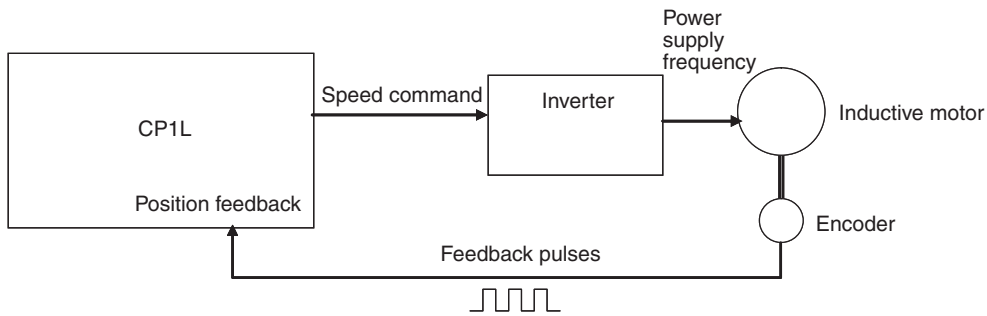 Power
supply
frequency
Speed command
Inverter
Inductive motor
CP1L
Position feedback
Encoder
Feedback pulses